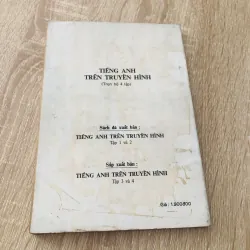 TIẾNG ANH
TRÊN TRUYỀN HÌNH
(Trọn bộ 4 tập)
Sách đã xuất bản :
TIẾNG ANH TRÊN TRUYỀN HÌNH
Tập 1 và 2
Sắp xuất bản :
TIẾNG ANH TRÊN TRUYỀN HÌNH
Tập 3 và 4